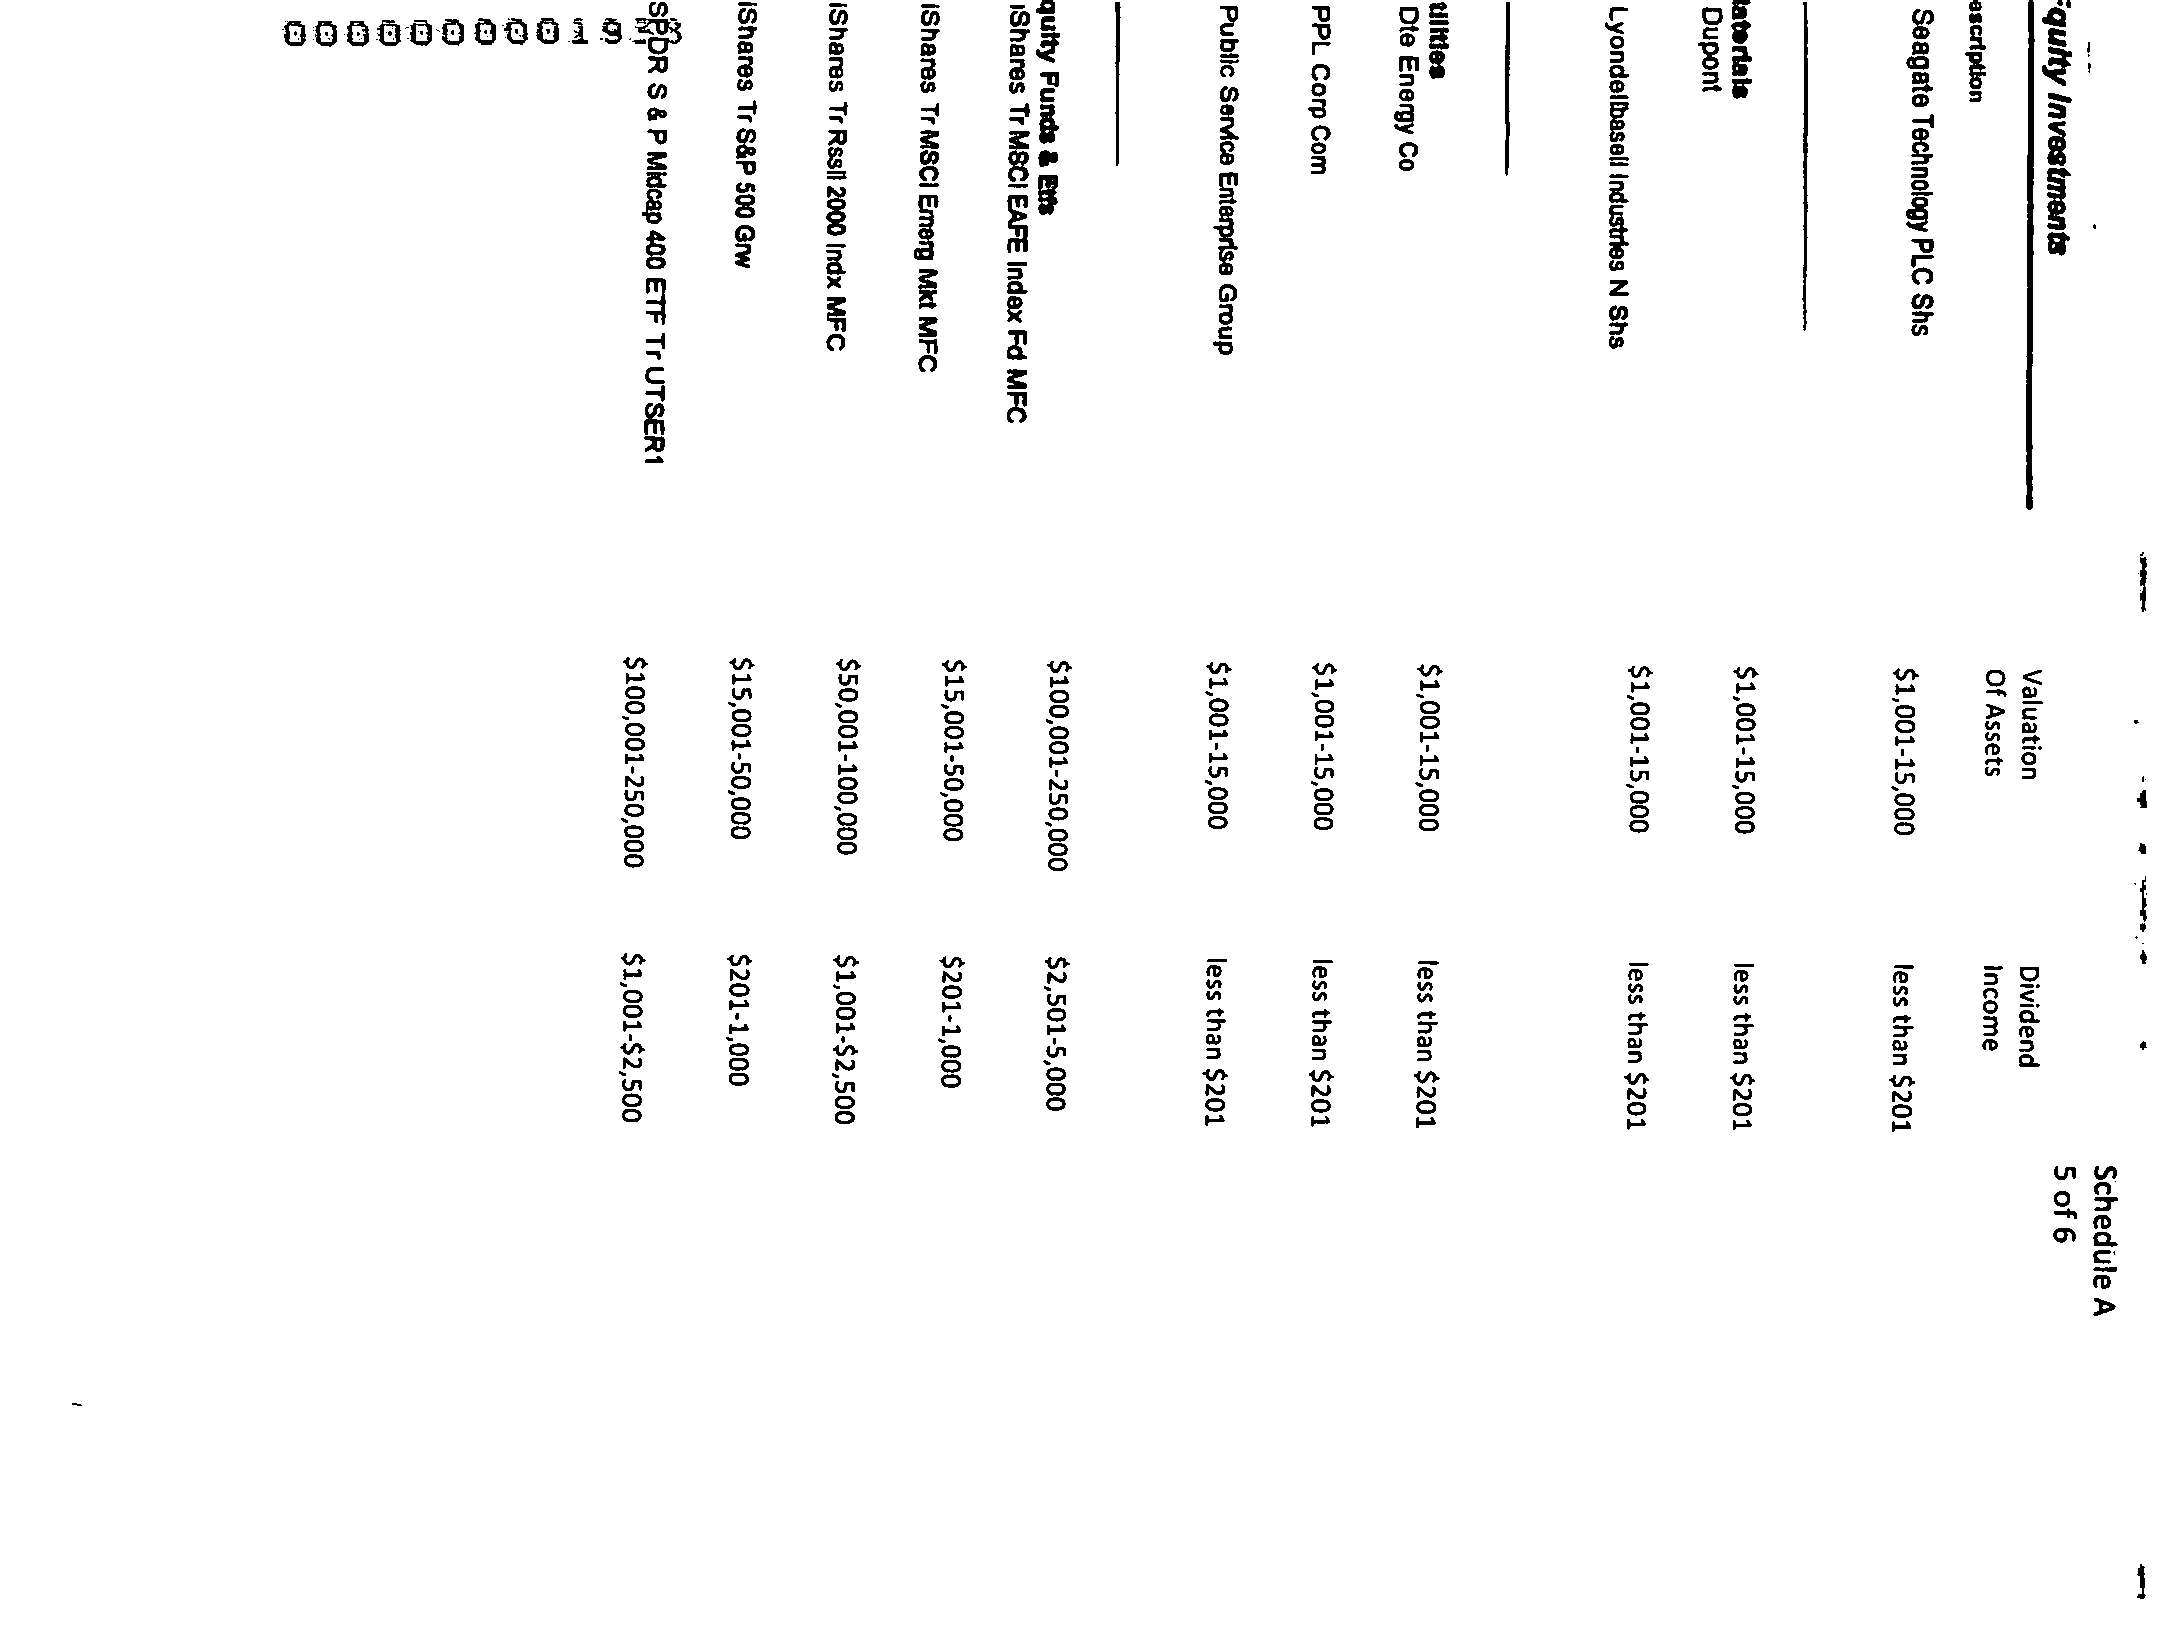 Schedule A
5 of 6
Equity Investments
Valuation Dividend
Of Assets Income
escription
Seagate Technology PLC Shs $1,001-15,000 less than $201
laterials
Dupont $1,001-15,000 less than $201
Lyondellbasell Industries N Shs $1,001-15,000 less than $201
tilities
Dte Energy Co $1,001-15,000 less than $201
PPL Corp Com $1,001-15,000 less than $201
Public Service Enterprise Group $1,001-15,000 less than $201
quity Funds & Etfs
iShares Tr MSCI EAFE Index Fd MFC $100,001-250,000 $2,501-5,000
iShares Tr MSCI Emerg Mkt MFC $15,001-50,000 $201-1,000
iShares Tr Rssll 2000 Indx MFC $50,001-100,000 $1,001-$2,500
iShares Tr S&P 500 Grw $15,001-50,000 $201-1,000
SPDR S & P Midcap 400 ETF Tr UTSER1 $100,001-250,000 $1,001-$2,500